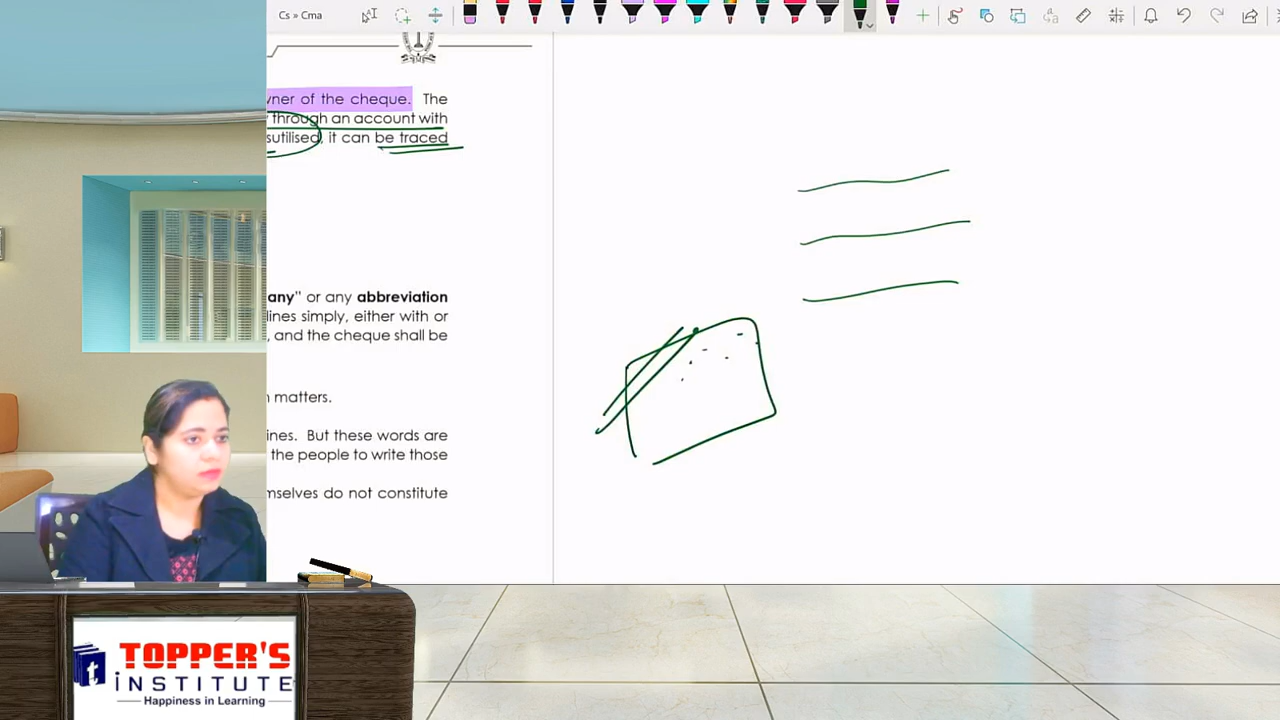 Cs » Cma
wner of the cheque. The
through an account with
sutilised, it can be traced
any" or any abbreviation
lines simply, either with or
, and the cheque shall be
matters.
ines. But these words are
the people to write those
mselves do not constitute
t
TOPPER'S
iNSTITUTE
Happiness in Learning